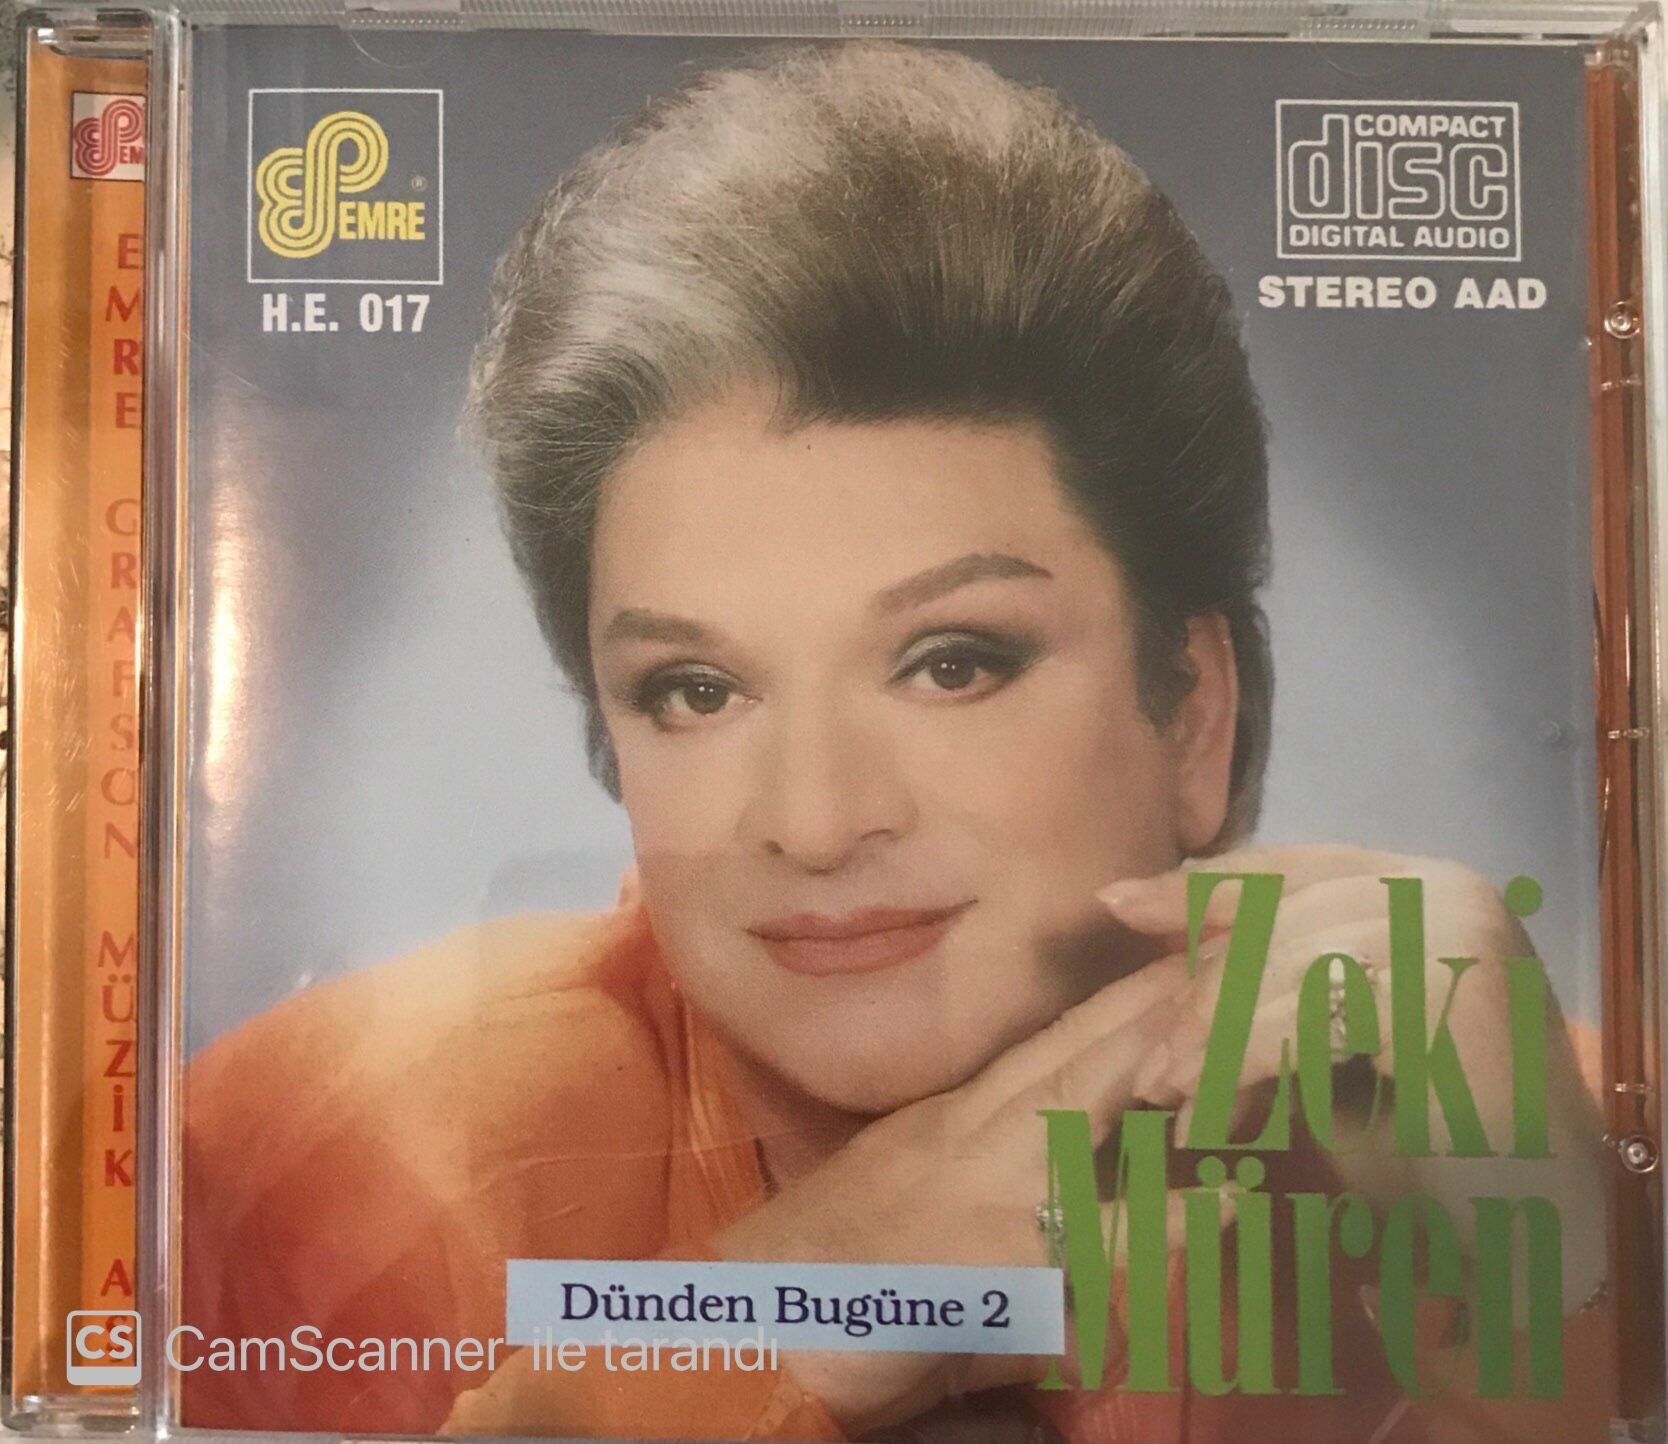 EMRE
H.E. 017
COMPACT
disc
DIGITAL AUDIO
STEREO AAD
EMRE GRAFSON MÜZİK A
Zeki
Müren
Dünden Bugüne 2
CS CamScanner ile tarandı